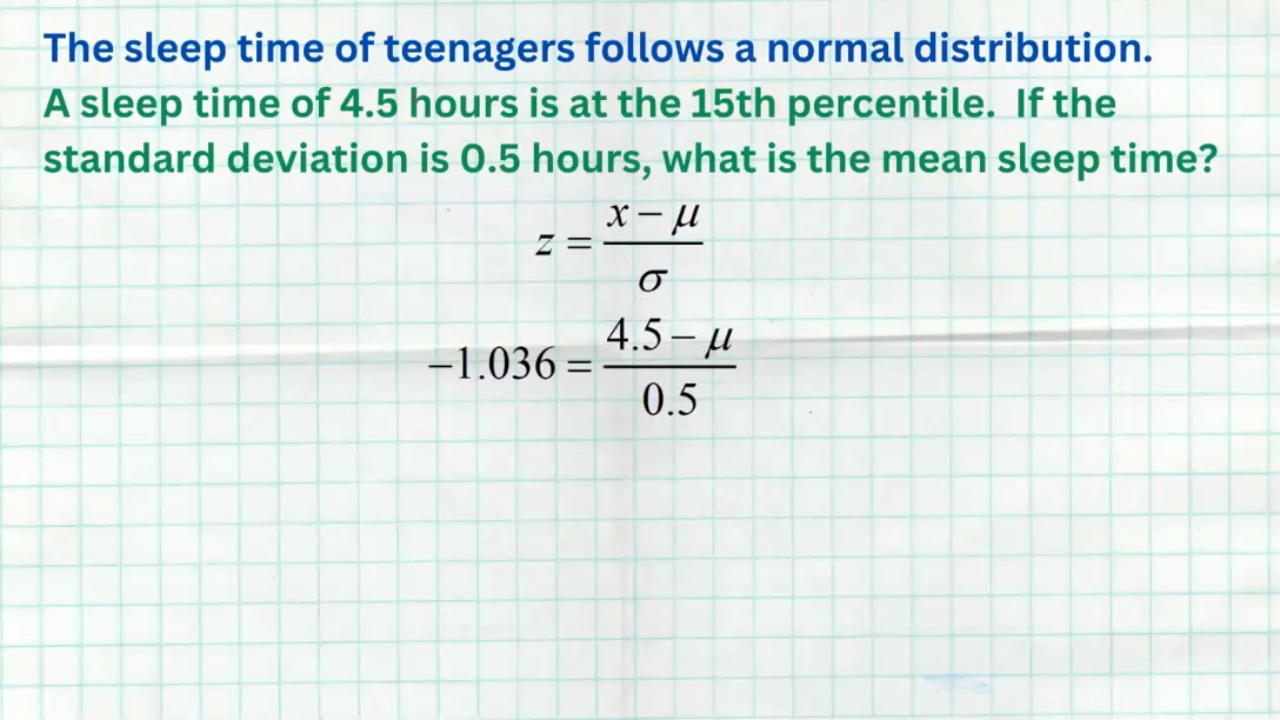 The sleep time of teenagers follows a normal distribution.
A sleep time of 4.5 hours is at the 15th percentile. If the
standard deviation is 0.5 hours, what is the mean sleep time?
z = (x − μ) / σ
−1.036 = (4.5 − μ) / 0.5